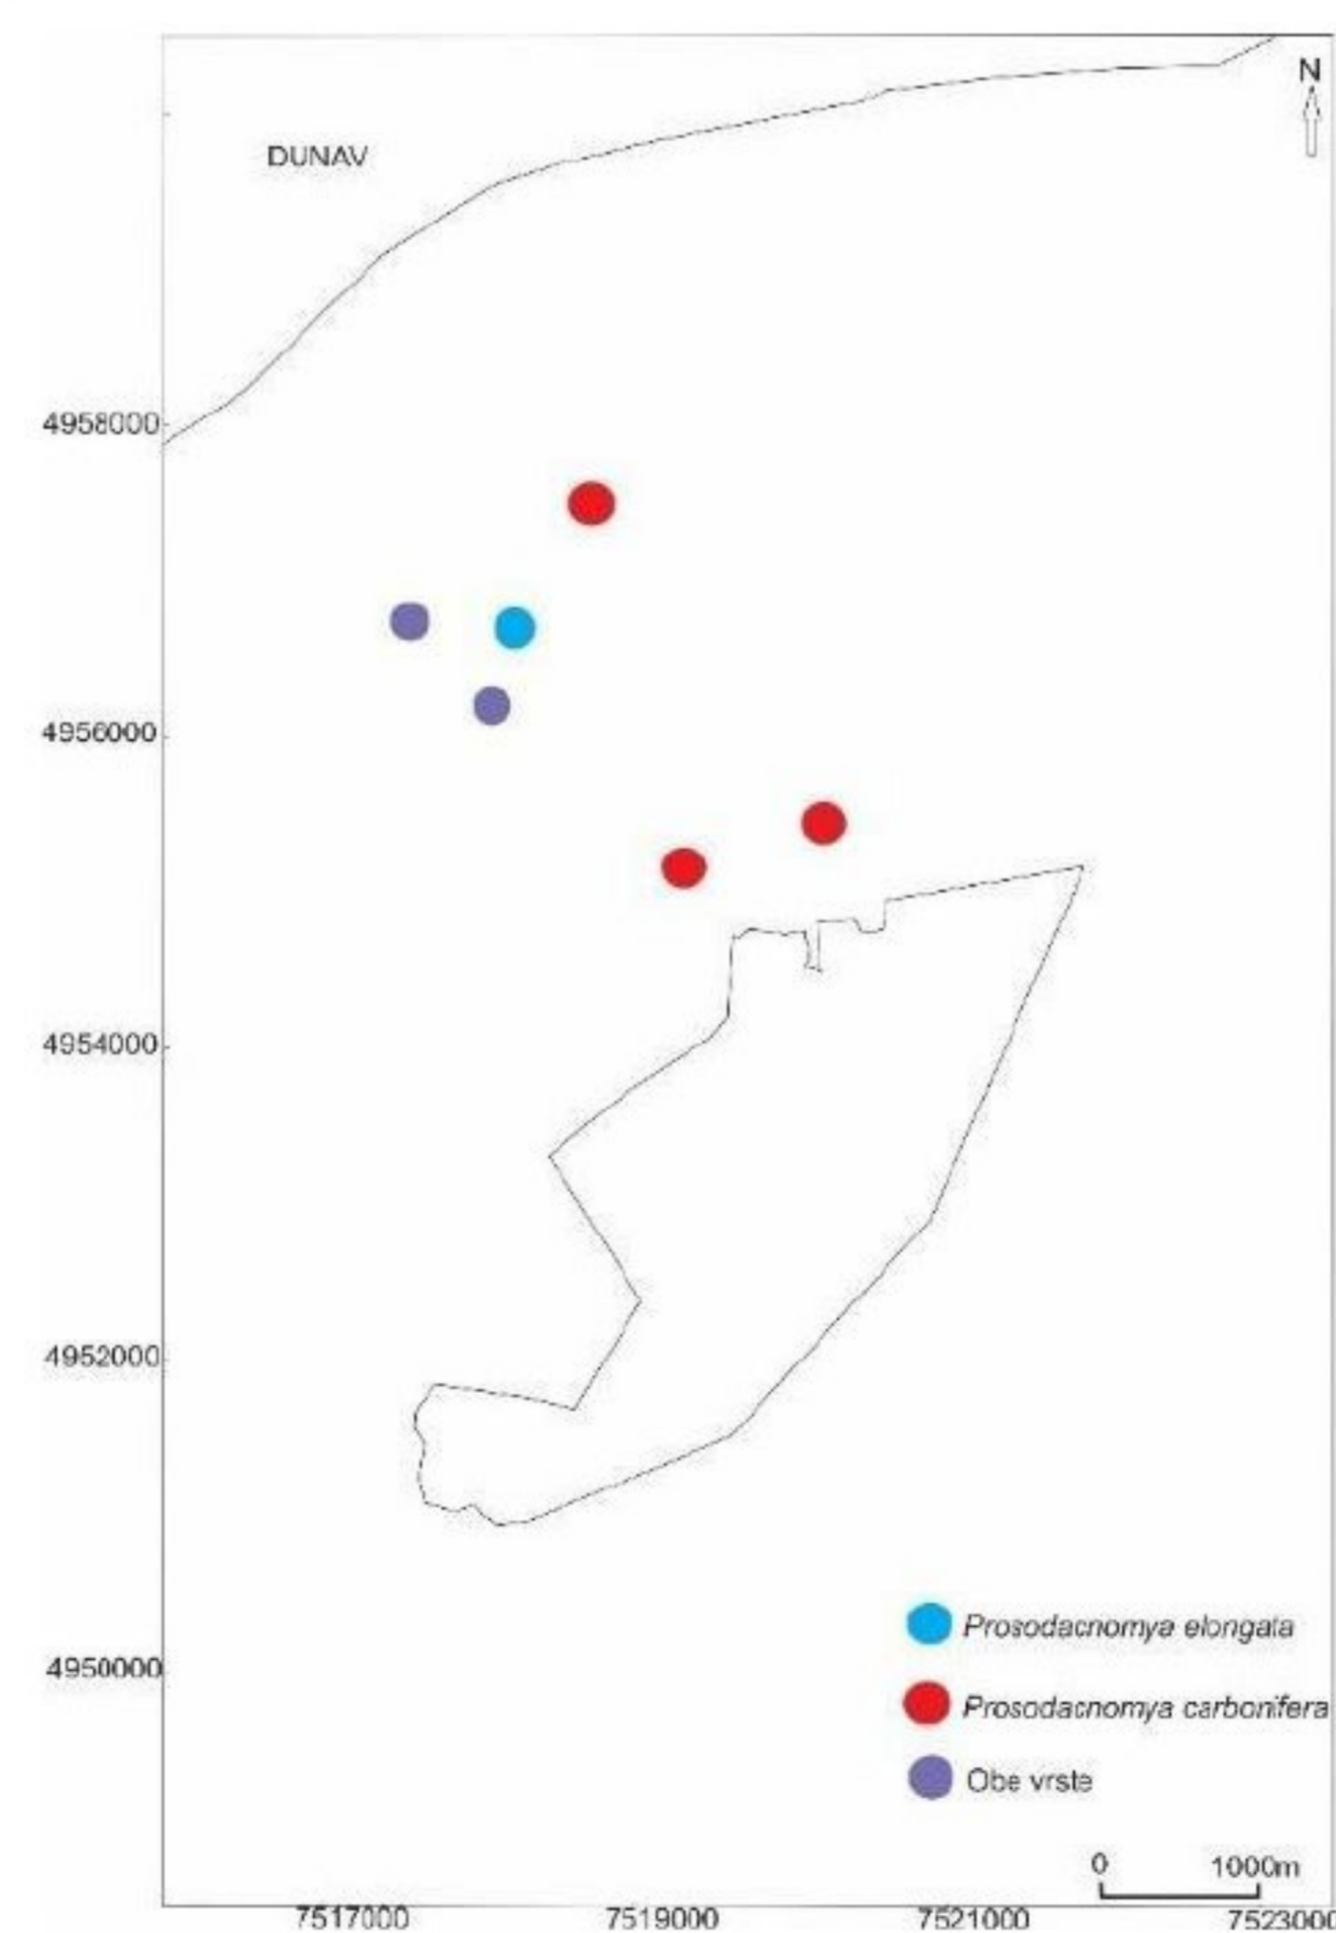 N
DUNAV
4958000
4956000
4954000
4952000
4950000
Prosodacnomya elongata
Prosodacnomya carbonifera
Obe vrste
0 1000m
7517000 7519000 7521000 7523000